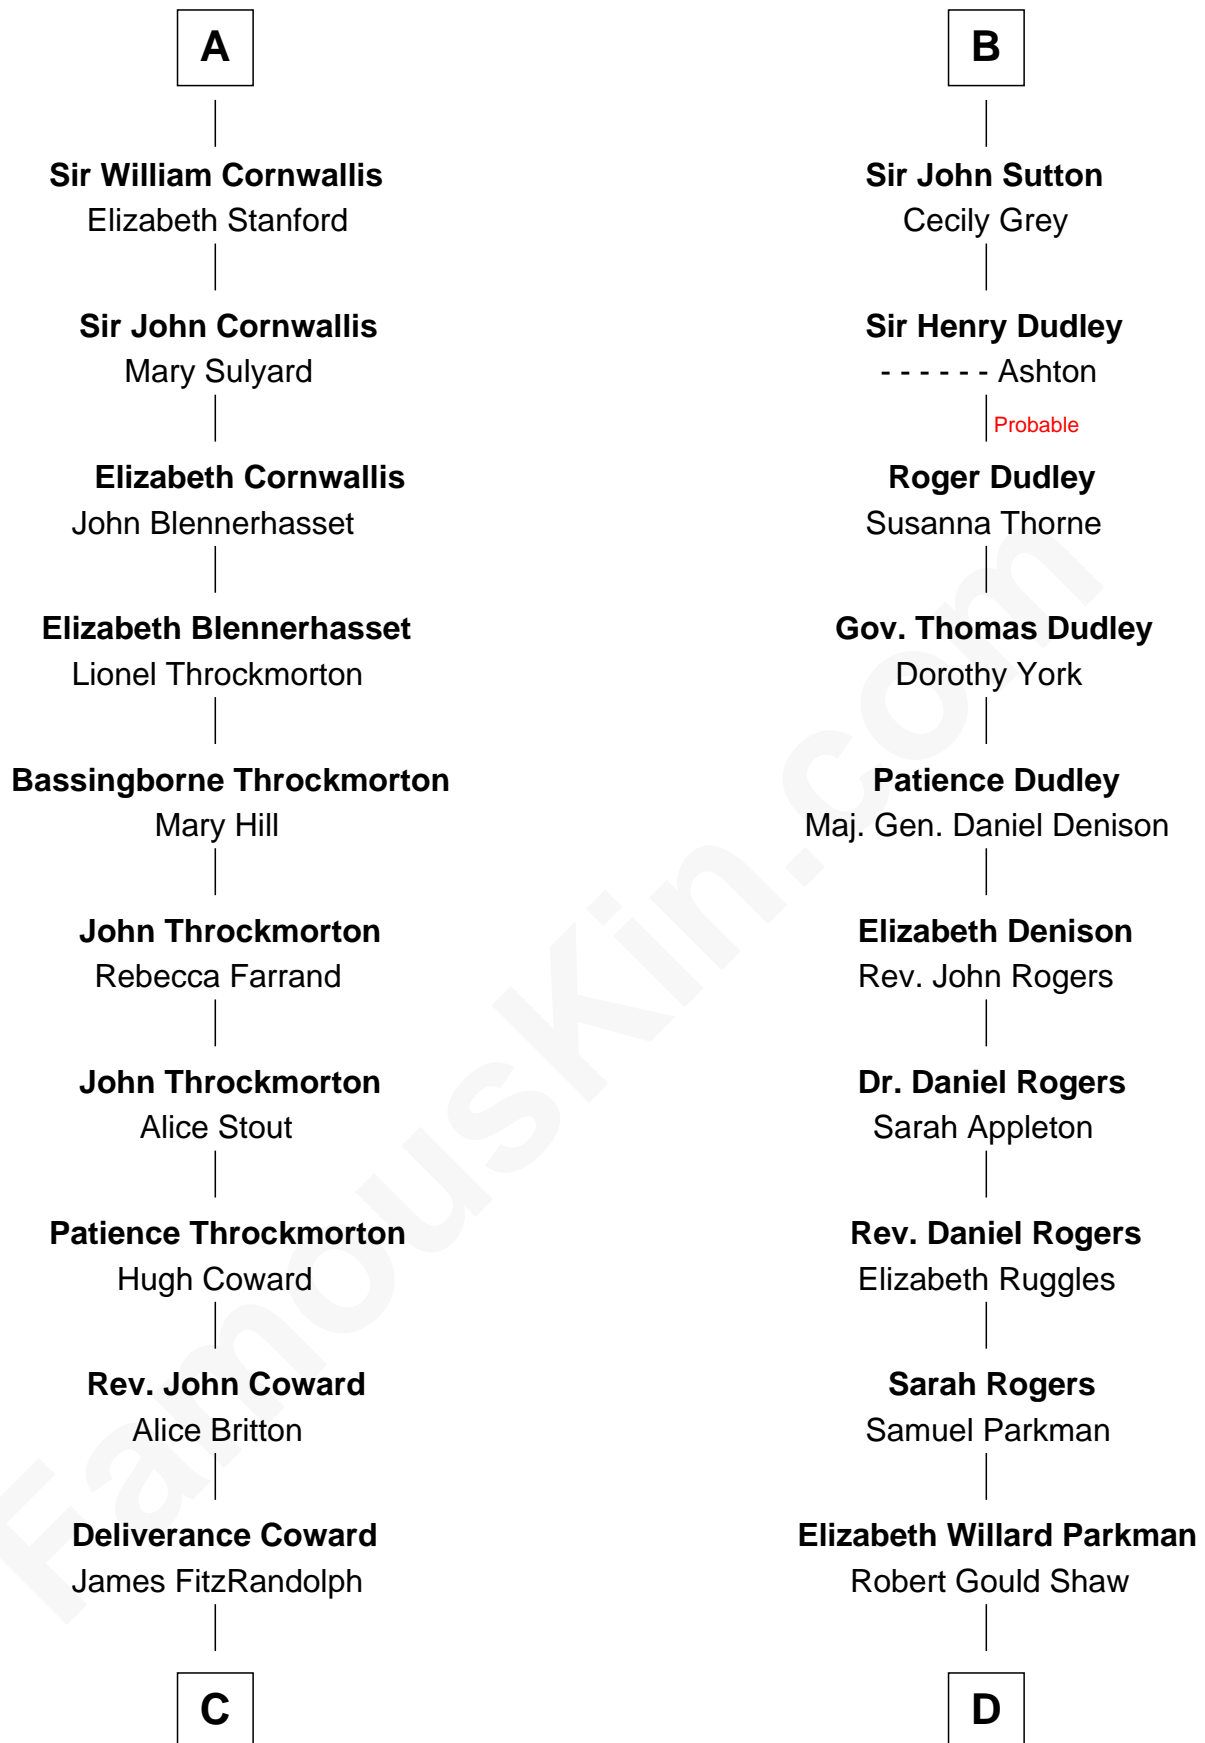 A
Sir William Cornwallis
Elizabeth Stanford
Sir John Cornwallis
Mary Sulyard
Elizabeth Cornwallis
John Blennerhasset
Elizabeth Blennerhasset
Lionel Throckmorton
Bassingborne Throckmorton
Mary Hill
John Throckmorton
Rebecca Farrand
John Throckmorton
Alice Stout
Patience Throckmorton
Hugh Coward
Rev. John Coward
Alice Britton
Deliverance Coward
James FitzRandolph
C
B
Sir John Sutton
Cecily Grey
Sir Henry Dudley
- - - - - - Ashton
Probable
Roger Dudley
Susanna Thorne
Gov. Thomas Dudley
Dorothy York
Patience Dudley
Maj. Gen. Daniel Denison
Elizabeth Denison
Rev. John Rogers
Dr. Daniel Rogers
Sarah Appleton
Rev. Daniel Rogers
Elizabeth Ruggles
Sarah Rogers
Samuel Parkman
Elizabeth Willard Parkman
Robert Gould Shaw
D
FamousKin.com